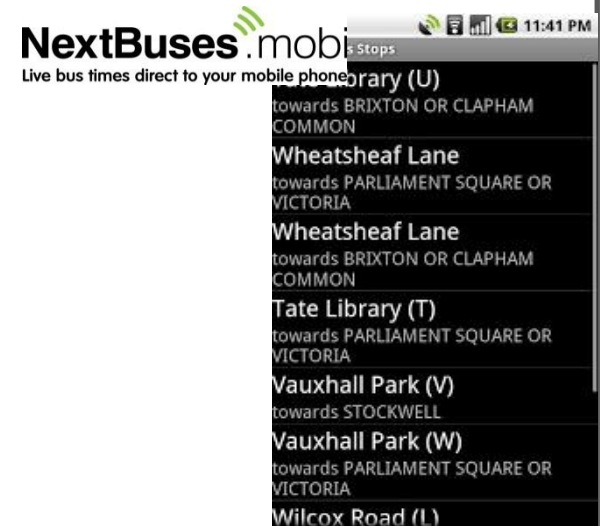 NextBuses.mobi
Live bus times direct to your mobile phone
11:41 PM
s Stops
Tate Library (U)
towards BRIXTON OR CLAPHAM
COMMON
Wheatsheaf Lane
towards PARLIAMENT SQUARE OR
VICTORIA
Wheatsheaf Lane
towards BRIXTON OR CLAPHAM
COMMON
Tate Library (T)
towards PARLIAMENT SQUARE OR
VICTORIA
Vauxhall Park (V)
towards STOCKWELL
Vauxhall Park (W)
towards PARLIAMENT SQUARE OR
VICTORIA
Wilcox Road (L)